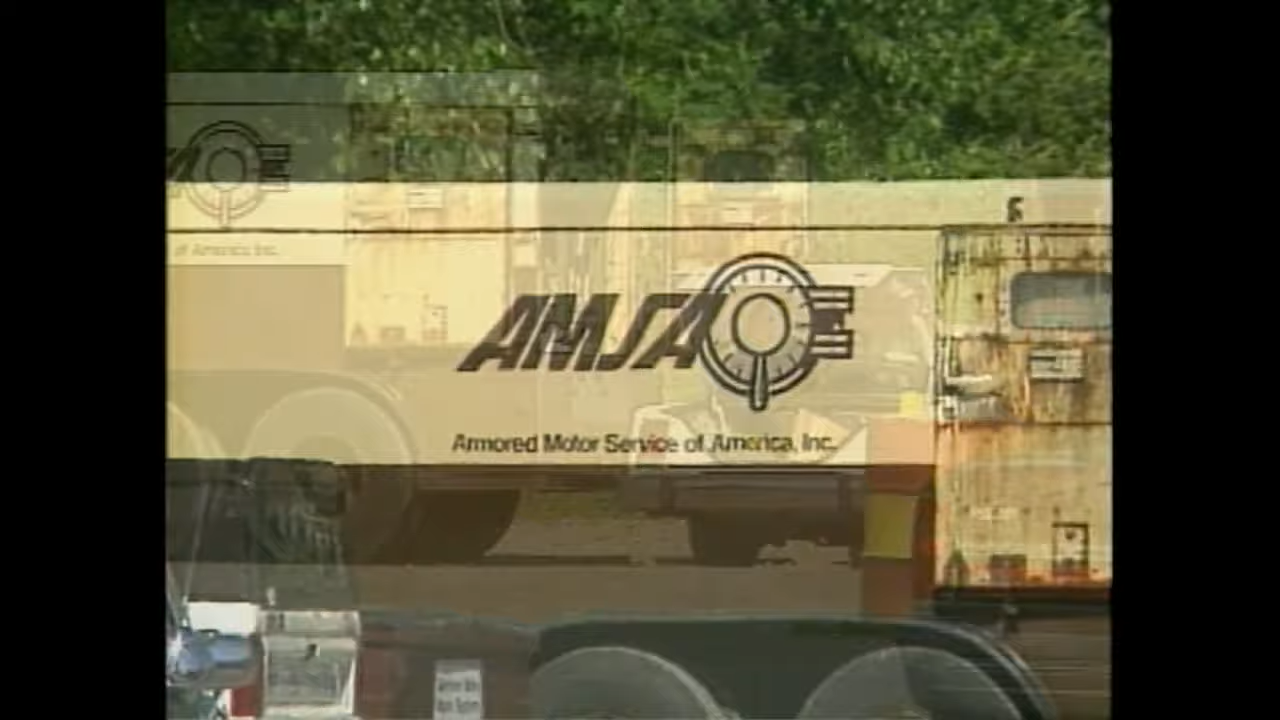 of America, Inc.
AMSA
Armored Motor Service of America, Inc.